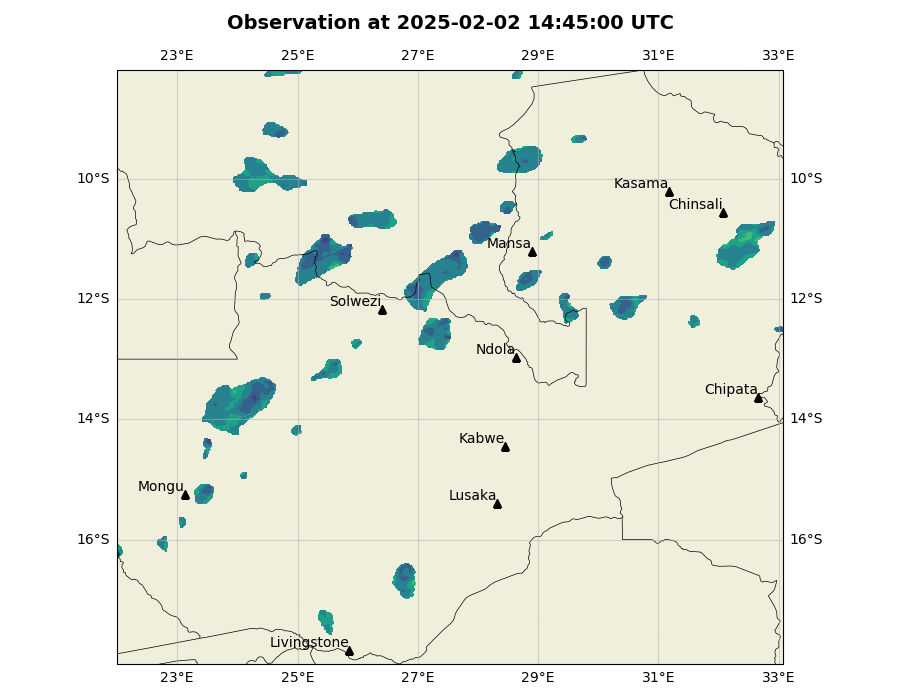 Observation at 2025-02-02 14:45:00 UTC
23°E 25°E 27°E 29°E 31°E 33°E
10°S 10°S
Kasama
Chinsali
Mansa
12°S 12°S
Solwezi
Ndola
Chipata
14°S 14°S
Kabwe
Mongu
Lusaka
16°S 16°S
Livingstone
23°E 25°E 27°E 29°E 31°E 33°E